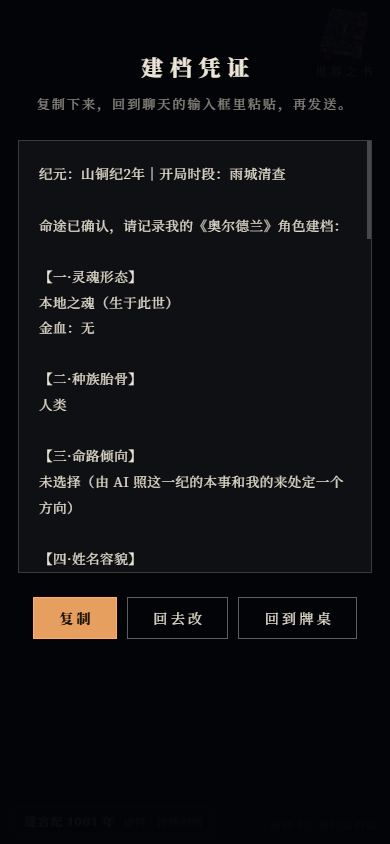 建档凭证
复制下来，回到聊天的输入框里粘贴，再发送。
纪元：山铜纪2年｜开局时段：雨城清查
命途已确认，请记录我的《奥尔德兰》角色建档：
【一·灵魂形态】
本地之魂（生于此世）
金血：无
【二·种族胎骨】
人类
【三·命路倾向】
未选择（由 AI 照这一纪的本事和我的来处定一个
方向）
【四·姓名容貌】
复制
回去改
回到牌桌